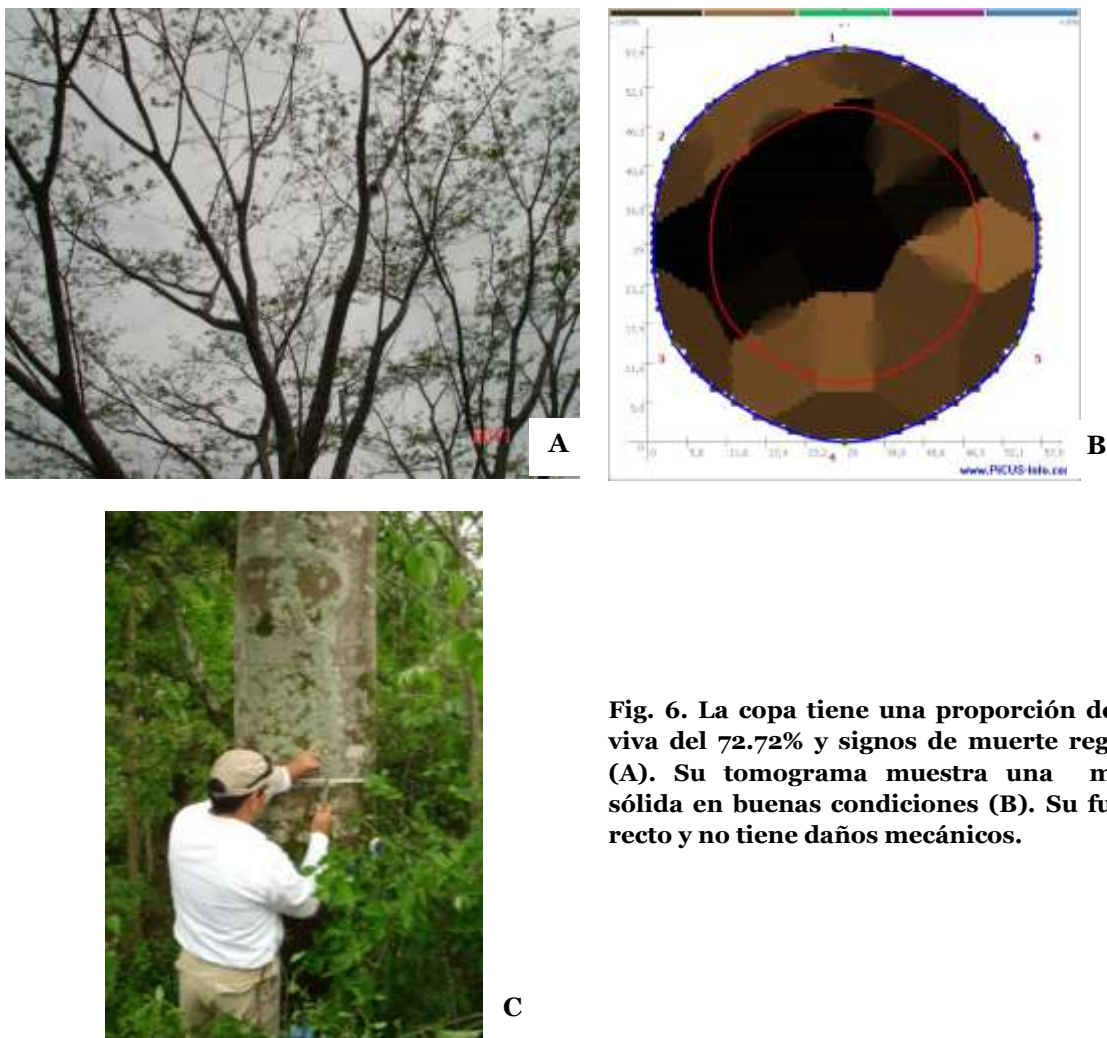 A
1
2
3
4
5
6
www.PICUS-Info.co
B
C
Fig. 6. La copa tiene una proporción de
viva del 72.72% y signos de muerte reg
(A). Su tomograma muestra una m
sólida en buenas condiciones (B). Su fu
recto y no tiene daños mecánicos.